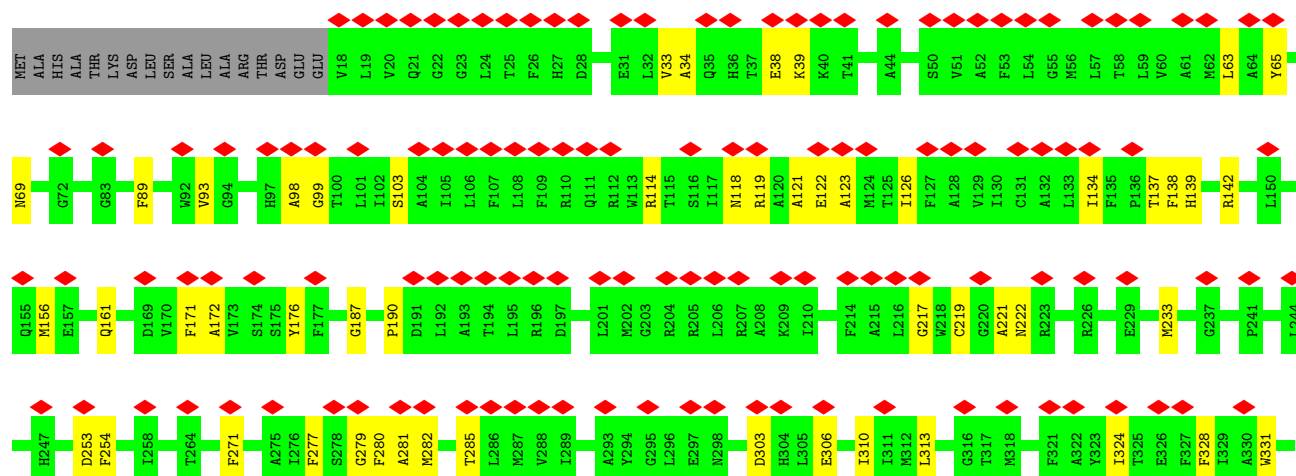 MET ALA HIS ALA THR LYS ASP LEU SER ALA LEU ALA ARG THR ASP GLU GLU V18 L19 V20 Q21 G22 G23 L24 T25 F26 H27 D28 E31 L32 V33 A34 Q35 H36 T37 E38 K39 K40 T41 A44 S50 V51 A52 F53 L54 G55 M56 L57 T58 L59 V60 A61 M62 L63 A64 Y65
N69 G72 G83 F89 W92 V93 G94 H97 A98 G99 T100 L101 I102 S103 A104 I105 L106 F107 L108 F109 R110 Q111 R112 W113 R114 T115 S116 I117 N118 R119 A120 A121 E122 A123 M124 T125 I126 F127 A128 V129 I130 C131 A132 L133 I134 F135 P136 T137 F138 H139 R142 L150
Q155 M156 E157 Q161 D169 V170 F171 A172 V173 S174 S175 Y176 F177 G187 P190 D191 L192 A193 T194 L195 R196 D197 L201 M202 G203 R204 R205 L206 R207 A208 K209 I210 F214 A215 L216 G217 W218 C219 G220 A221 N222 R223 R226 E229 M233 G237 P241 L244
H247 D253 F254 I258 T264 F271 A275 I276 F277 S278 G279 F280 A281 M282 T285 L286 M287 V288 I289 A293 Y294 G295 L296 E297 N298 D303 H304 L305 E306 I310 I311 M312 L313 G316 T317 M318 F321 A322 Y323 I324 T325 E326 F327 F328 I329 A330 W331